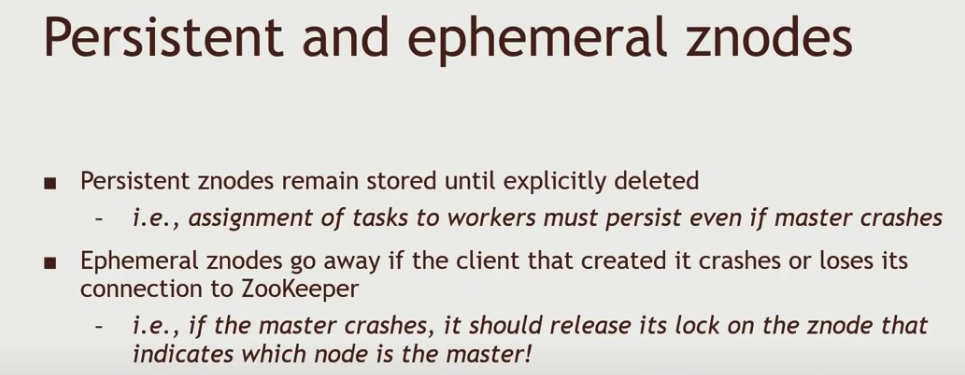 Persistent and ephemeral znodes
▪ Persistent znodes remain stored until explicitly deleted
– i.e., assignment of tasks to workers must persist even if master crashes
▪ Ephemeral znodes go away if the client that created it crashes or loses its
connection to ZooKeeper
– i.e., if the master crashes, it should release its lock on the znode that
indicates which node is the master!